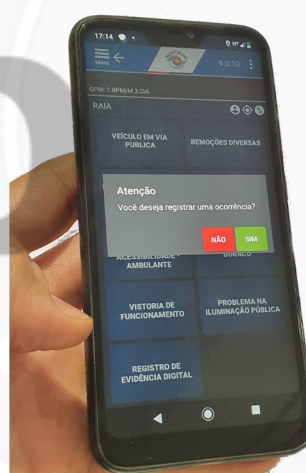 17:14
H+
Menu
9.0.10
GPM: 1.BPM/M 3.CIA
RAJA
VEÍCULO EM VIA
PUBLICA
REMOÇÕES DIVERSAS
Atenção
Você deseja registrar uma ocorrência?
NÃO
SIM
ACESSIBILIDADE -
AMBULANTE
BURACO
VISTORIA DE
FUNCIONAMENTO
PROBLEMA NA
ILUMINAÇÃO PÚBLICA
REGISTRO DE
EVIDÊNCIA DIGITAL